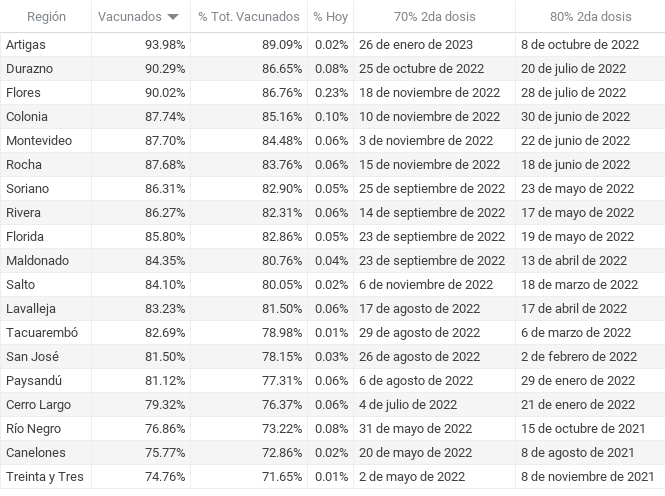 Región Vacunados % Tot. Vacunados % Hoy 70% 2da dosis 80% 2da dosis
Artigas 93.98% 89.09% 0.02% 26 de enero de 2023 8 de octubre de 2022
Durazno 90.29% 86.65% 0.08% 25 de octubre de 2022 20 de julio de 2022
Flores 90.02% 86.76% 0.23% 18 de noviembre de 2022 28 de julio de 2022
Colonia 87.74% 85.16% 0.10% 10 de noviembre de 2022 30 de junio de 2022
Montevideo 87.70% 84.48% 0.06% 3 de noviembre de 2022 22 de junio de 2022
Rocha 87.68% 83.76% 0.06% 15 de noviembre de 2022 18 de junio de 2022
Soriano 86.31% 82.90% 0.05% 25 de septiembre de 2022 23 de mayo de 2022
Rivera 86.27% 82.31% 0.06% 14 de septiembre de 2022 17 de mayo de 2022
Florida 85.80% 82.86% 0.05% 23 de septiembre de 2022 19 de mayo de 2022
Maldonado 84.35% 80.76% 0.04% 23 de septiembre de 2022 13 de abril de 2022
Salto 84.10% 80.05% 0.02% 6 de noviembre de 2022 18 de marzo de 2022
Lavalleja 83.23% 81.50% 0.06% 17 de agosto de 2022 17 de abril de 2022
Tacuarembó 82.69% 78.98% 0.01% 29 de agosto de 2022 6 de marzo de 2022
San José 81.50% 78.15% 0.03% 26 de agosto de 2022 2 de febrero de 2022
Paysandú 81.12% 77.31% 0.06% 6 de agosto de 2022 29 de enero de 2022
Cerro Largo 79.32% 76.37% 0.06% 4 de julio de 2022 21 de enero de 2022
Río Negro 76.86% 73.22% 0.08% 31 de mayo de 2022 15 de octubre de 2021
Canelones 75.77% 72.86% 0.02% 20 de mayo de 2022 8 de agosto de 2021
Treinta y Tres 74.76% 71.65% 0.01% 2 de mayo de 2022 8 de noviembre de 2021